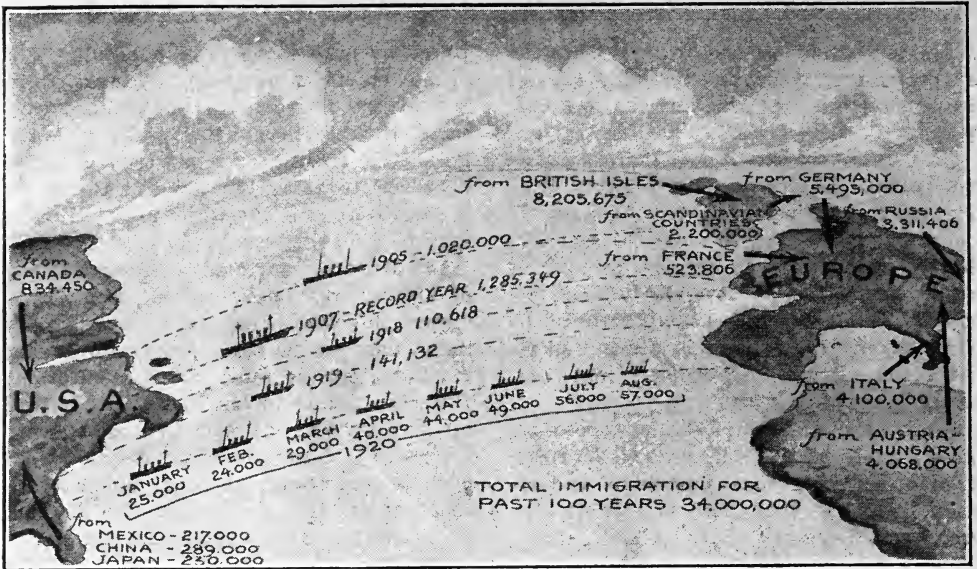 from BRITISH ISLES
8,205,675
from GERMANY
5,495,000
from SCANDINAVIAN
COUNTRIES
2.200.000
from RUSSIA
3,311.406
from FRANCE
523.806
EUROPE
from
CANADA
834.450
1905 - 1.020.000
1907 - RECORD YEAR 1,285.349
1918 110,618
1919 - 141,132
U.S.A.
JANUARY
25.000
FEB.
24.000
MARCH
29.000
APRIL
40.000
MAY
44.000
JUNE
49.000
JULY
56.000
AUG.
57.000
1920
from ITALY
4.100,000
from AUSTRIA-
HUNGARY
4.068.000
TOTAL IMMIGRATION FOR
PAST 100 YEARS 34.000,000
from
MEXICO - 217.000
CHINA - 289.000
JAPAN - 230.000